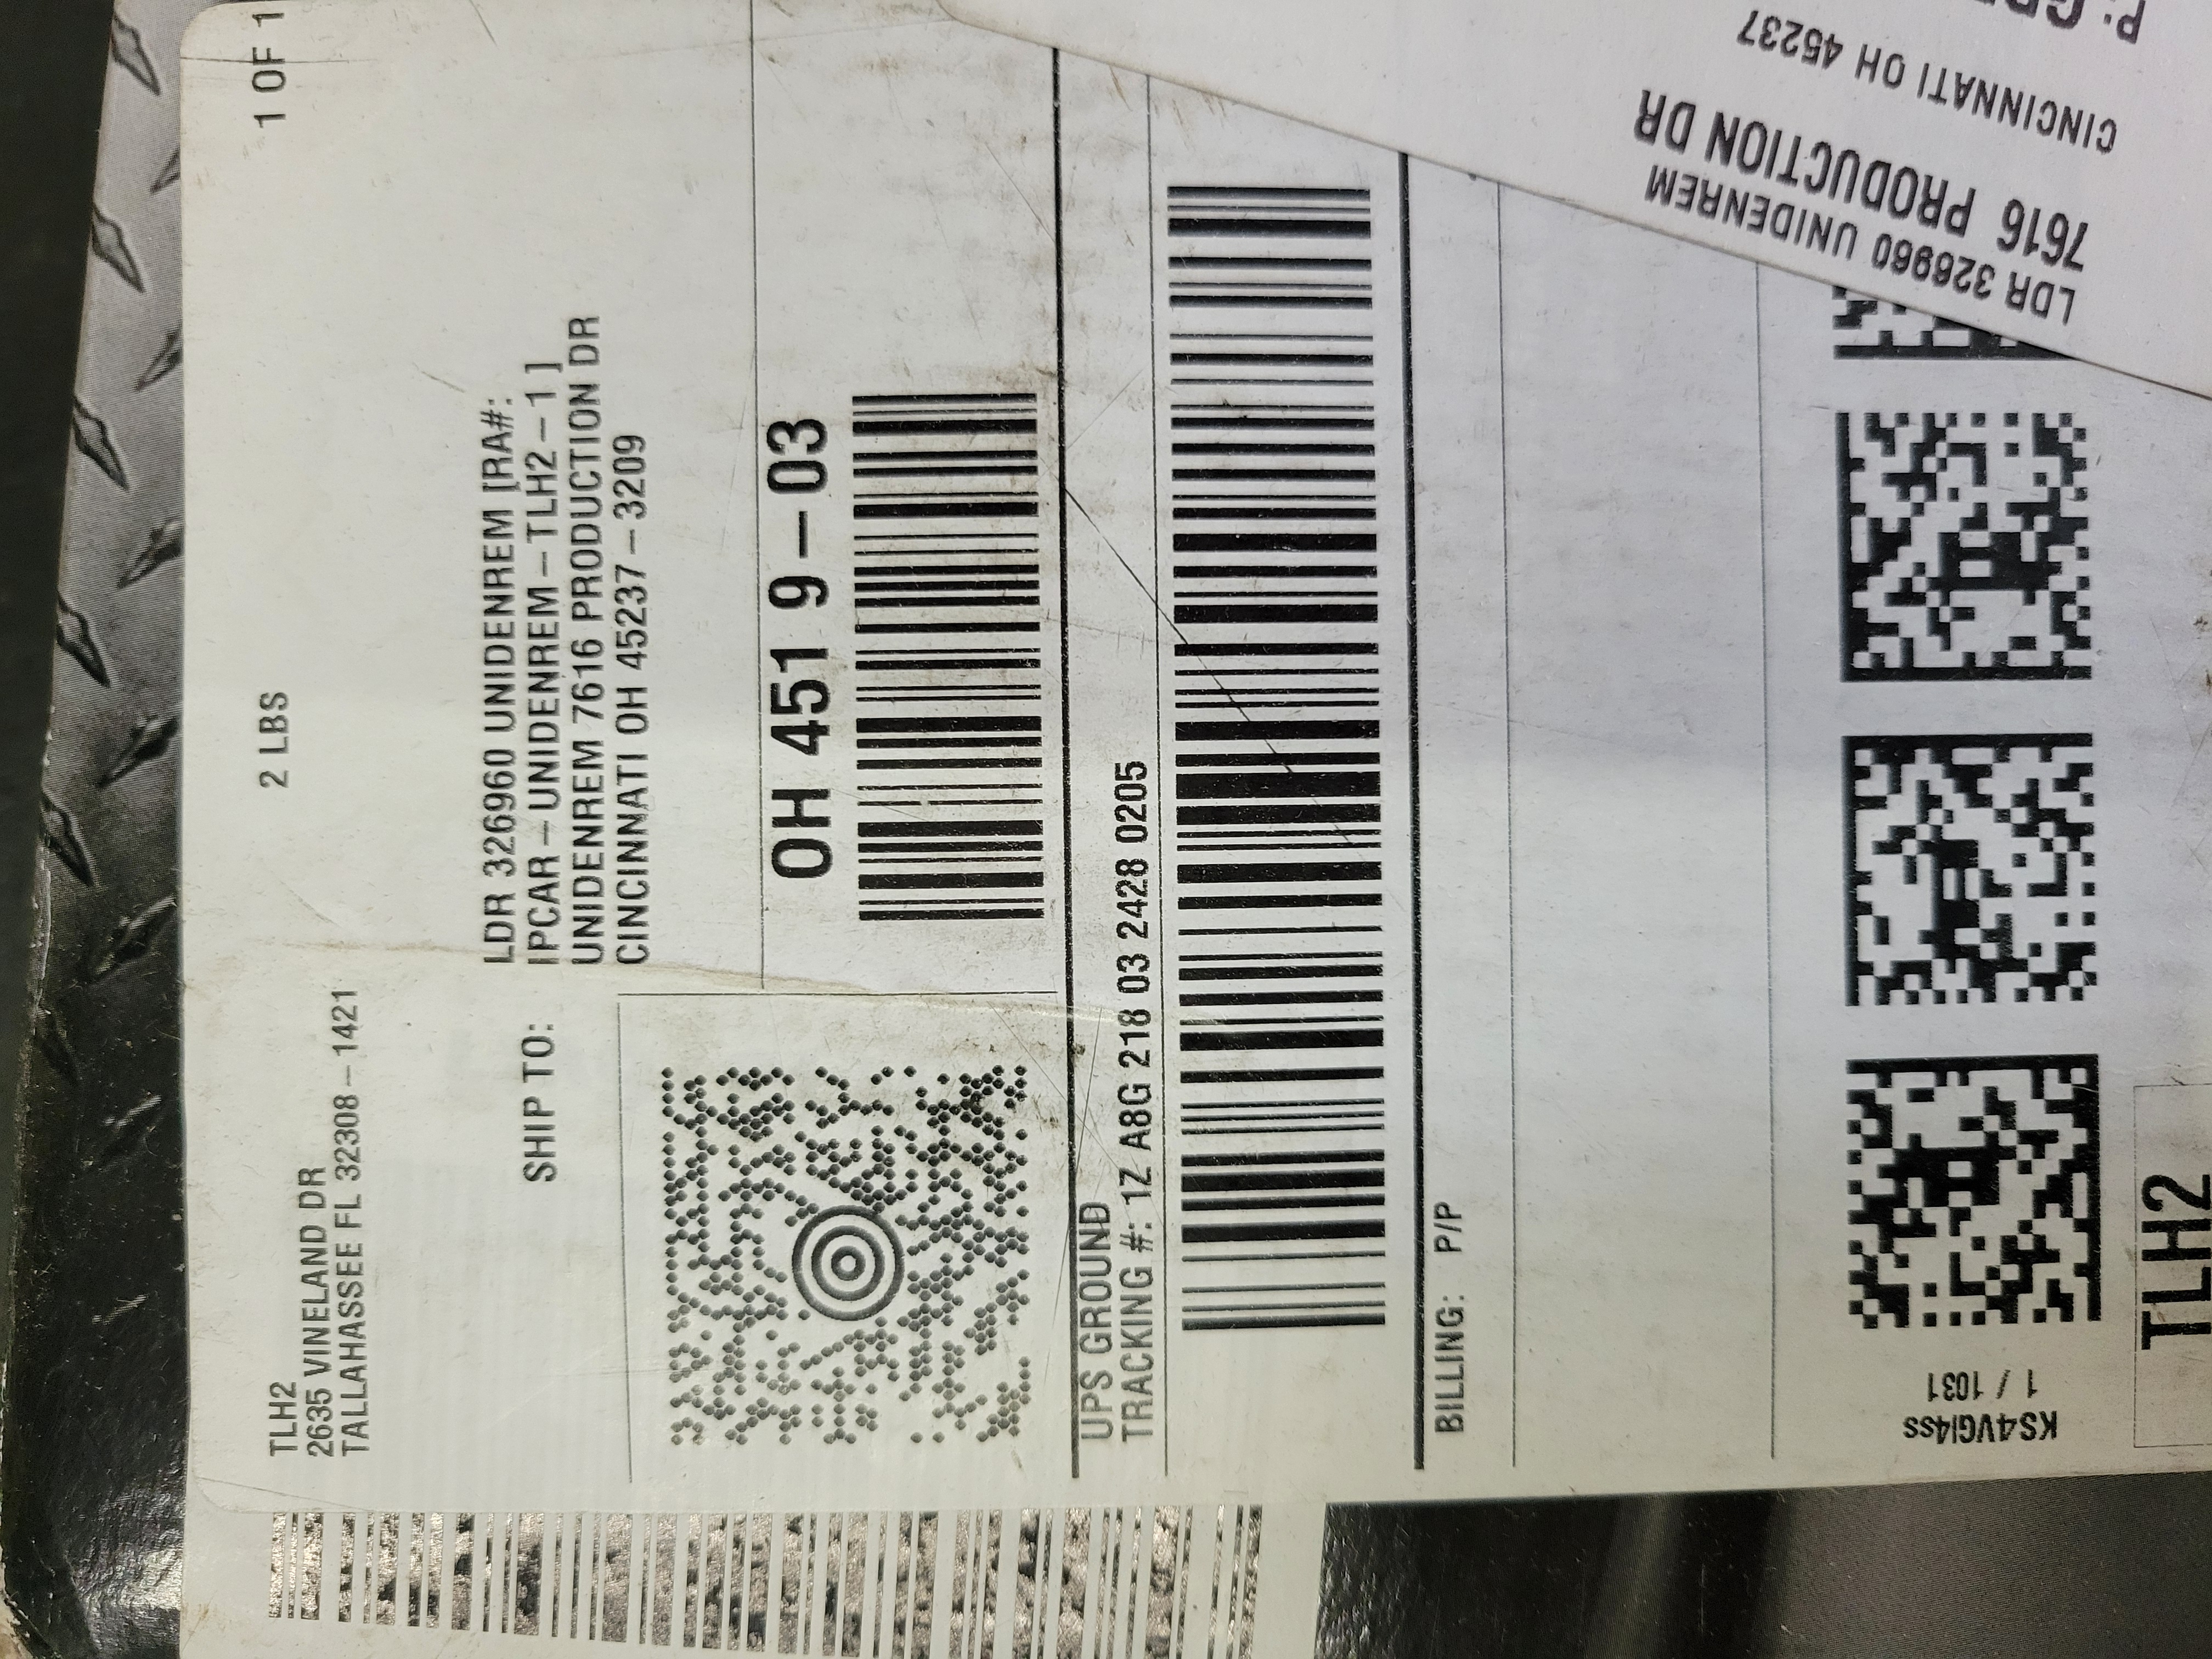 1 OF 1
2 LBS
TLH2
2635 VINELAND DR
TALLAHASSEE FL 32308-1421
SHIP TO:
LDR 326960 UNIDENREM [RA#:
IPCAR-UNIDENREM-TLH2-1]
UNIDENREM 7616 PRODUCTION DR
CINCINNATI OH 45237-3209
OH 451 9-03
UPS GROUND
TRACKING #: 1Z A8G 218 03 2428 0205
BILLING: P/P
KS4VGI4ss
1 / 1031
TLH2
LDR 326960 UNIDENREM
7616 PRODUCTION DR
CINCINNATI OH 45237